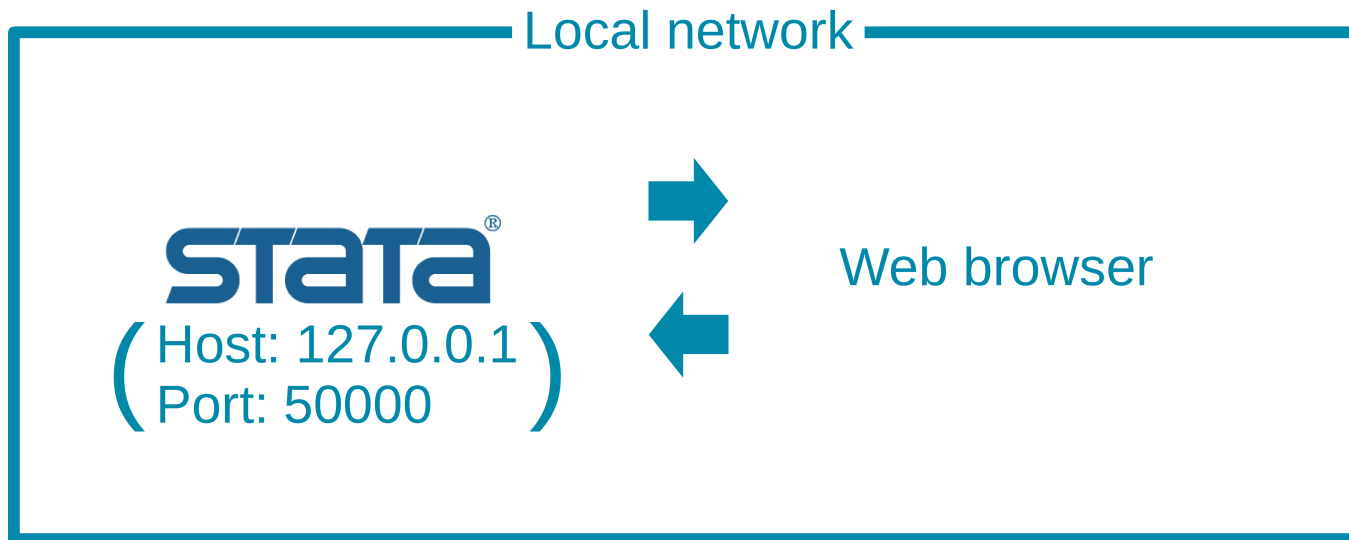 Local network
STATA®
Web browser
(Host: 127.0.0.1
Port: 50000)